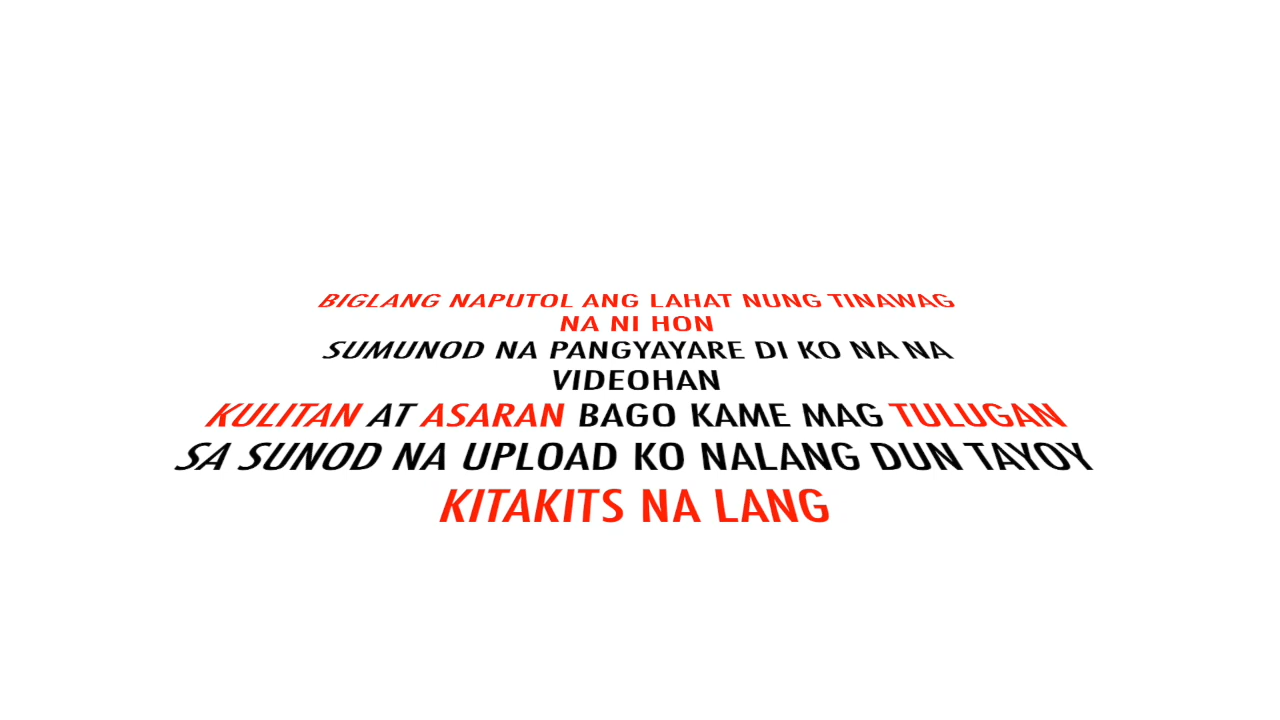 BIGLANG NAPUTOL ANG LAHAT NUNG TINAWAG
NA NI HON
SUMUNOD NA PANGYAYARE DI KO NA NA
VIDEOHAN
KULITAN AT ASARAN BAGO KAME MAG TULUGAN
SA SUNOD NA UPLOAD KO NALANG DUN TAYOY
KITAKITS NA LANG